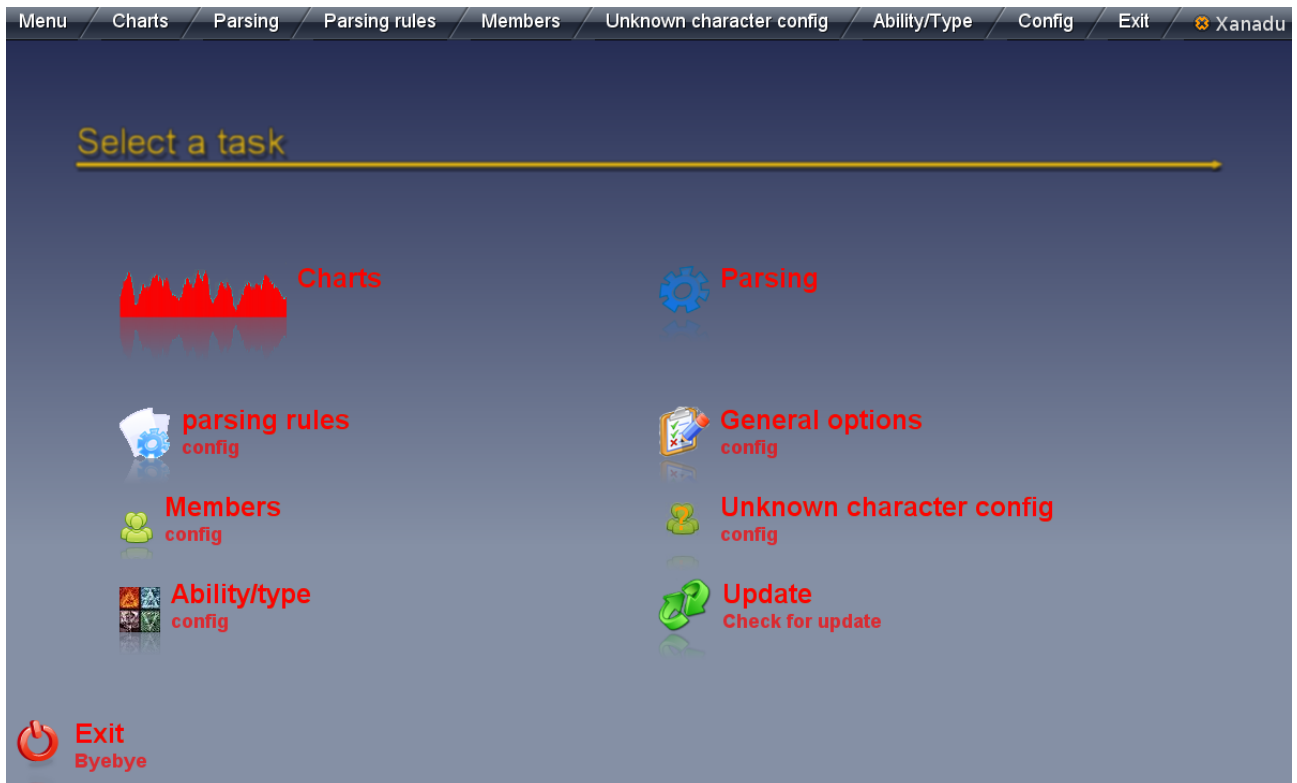 Menu Charts Parsing Parsing rules Members Unknown character config Ability/Type Config Exit Xanadu
Select a task
Charts
Parsing
parsing rules
config
General options
config
Members
config
Unknown character config
config
Ability/type
config
Update
Check for update
Exit
Byebye